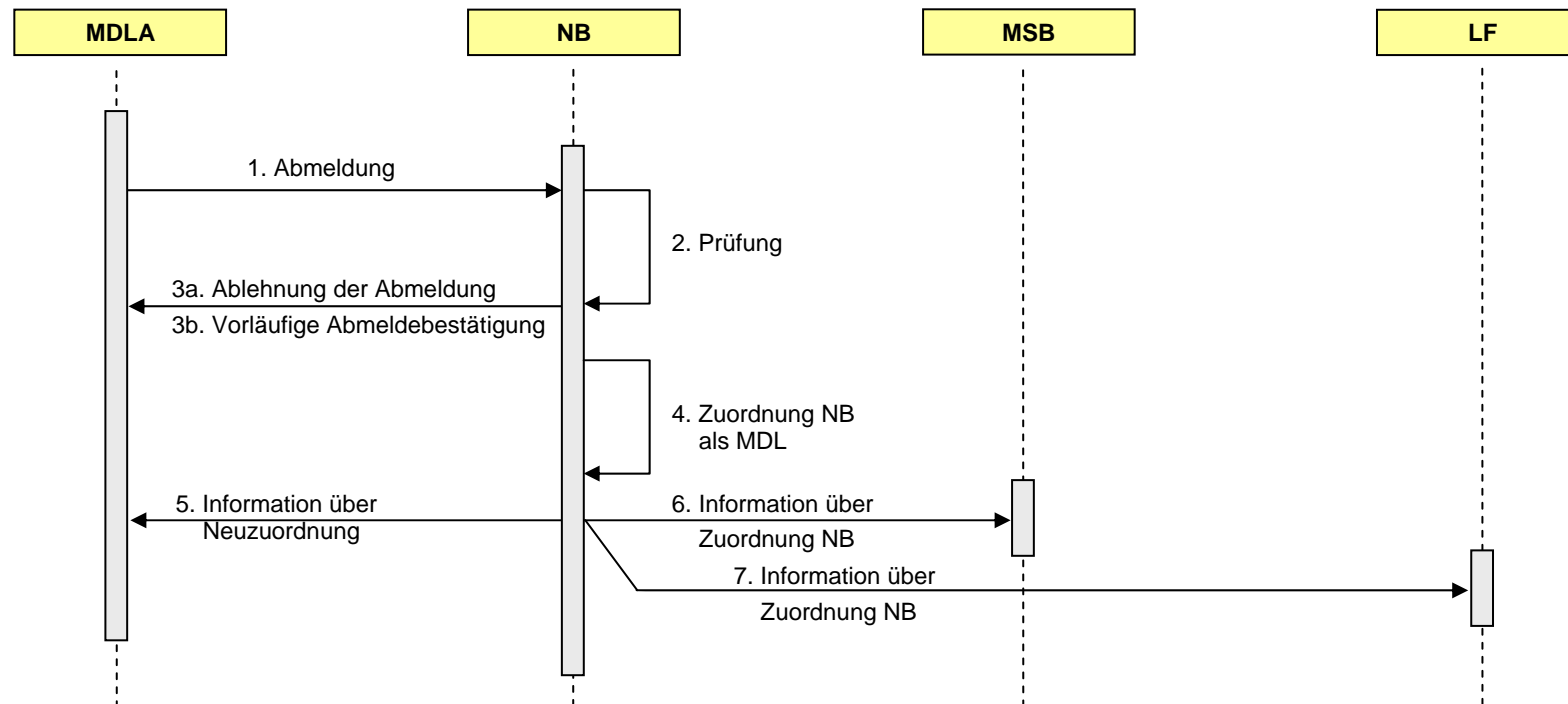 MDLA
NB
MSB
LF
1. Abmeldung
2. Prüfung
3a. Ablehnung der Abmeldung
3b. Vorläufige Abmeldebestätigung
4. Zuordnung NB
als MDL
5. Information über
Neuzuordnung
6. Information über
Zuordnung NB
7. Information über
Zuordnung NB